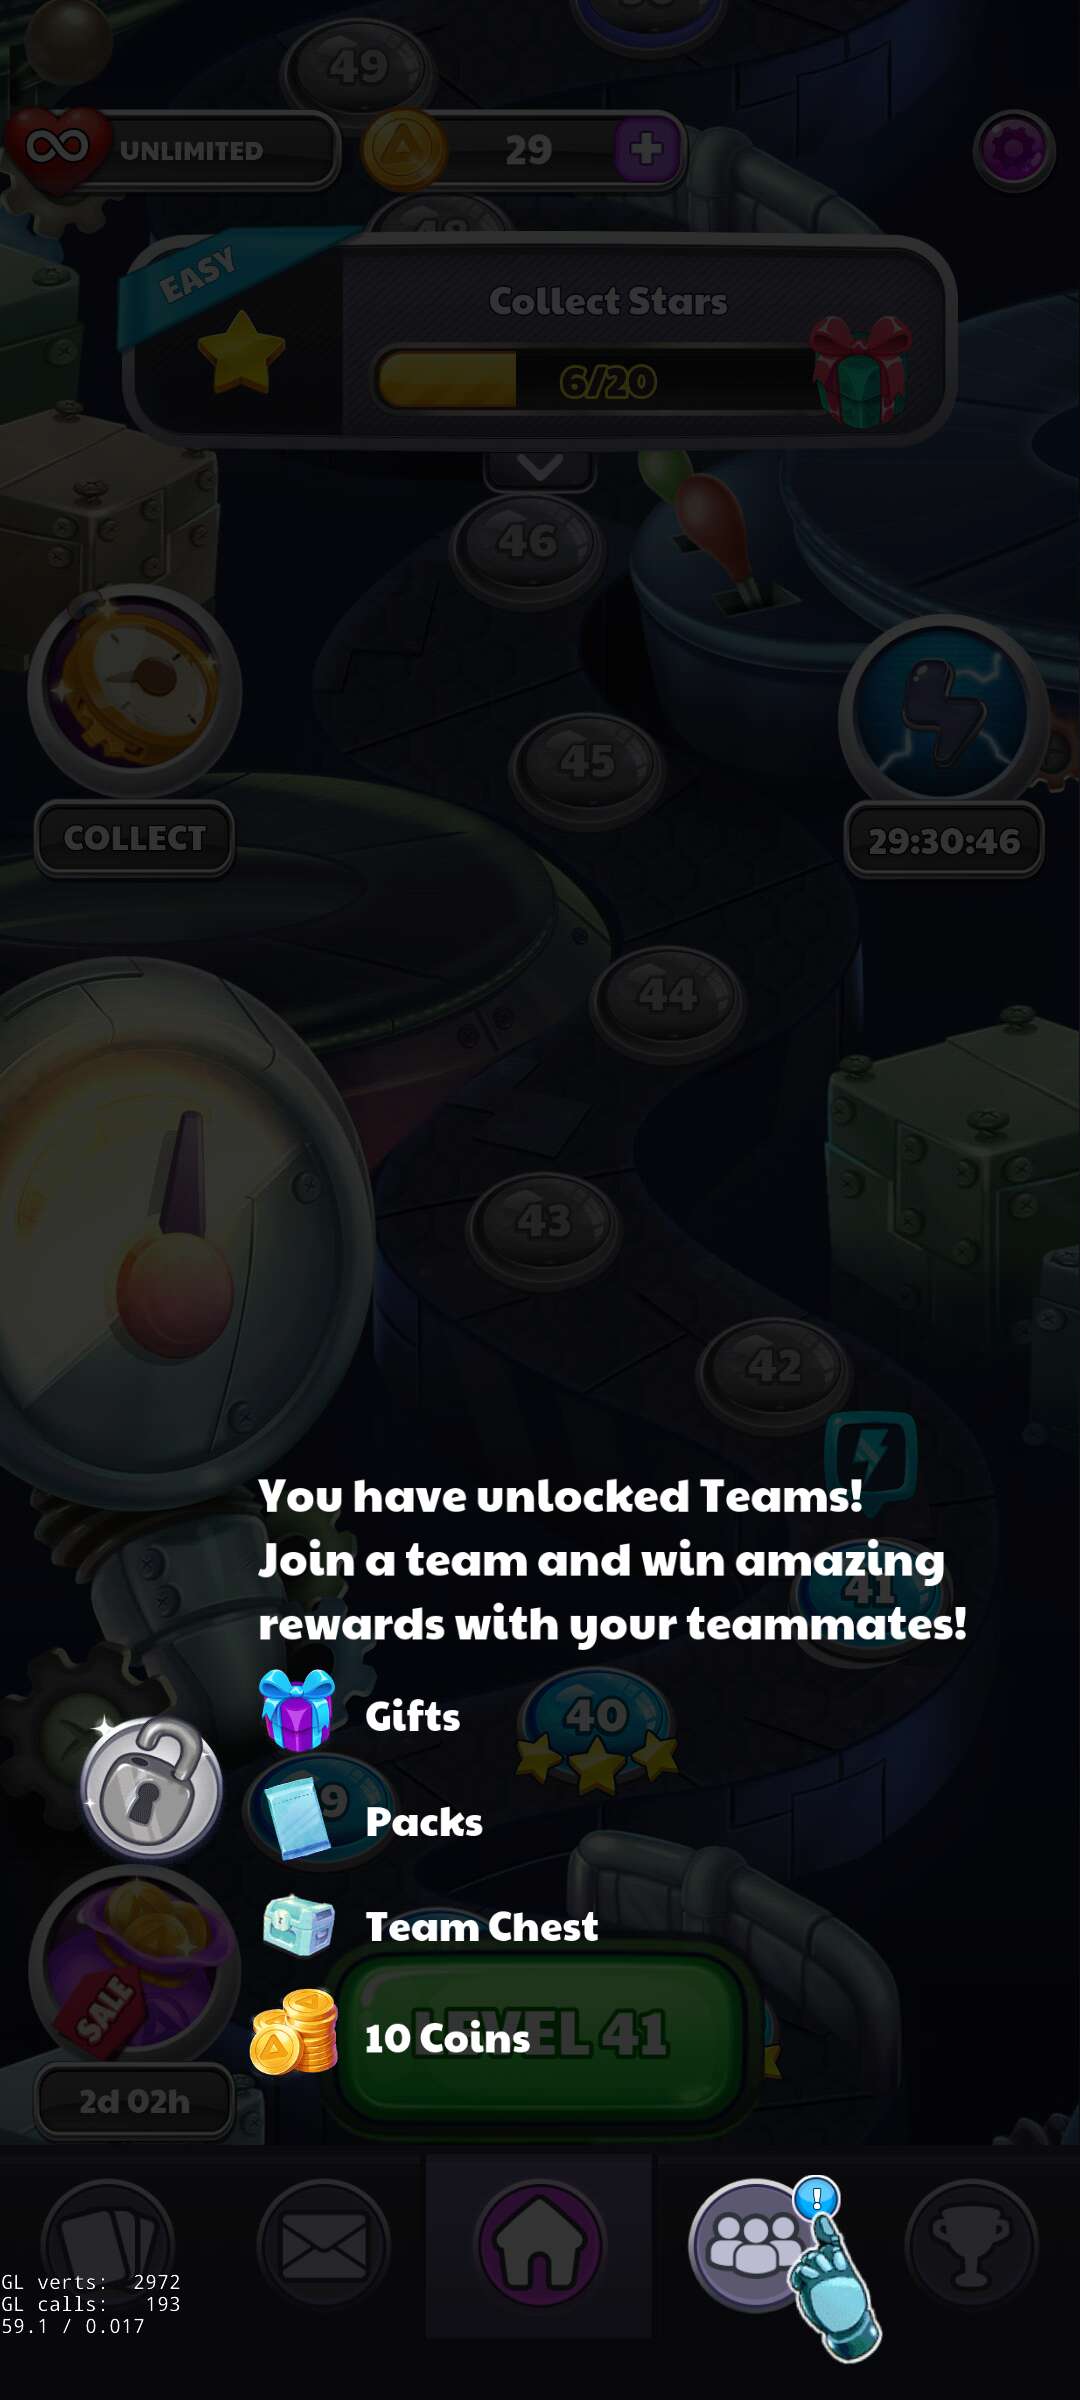 49
UNLIMITED
29
48
EASY
Collect Stars
6/20
46
45
COLLECT
29:30:46
44
43
42
You have unlocked Teams!
Join a team and win amazing
41
rewards with your teammates!
Gifts
40
9
Packs
Team Chest
SALE
LEVEL 41
10 Coins
2d 02h
!
GL verts: 2972
GL calls: 193
59.1 / 0.017